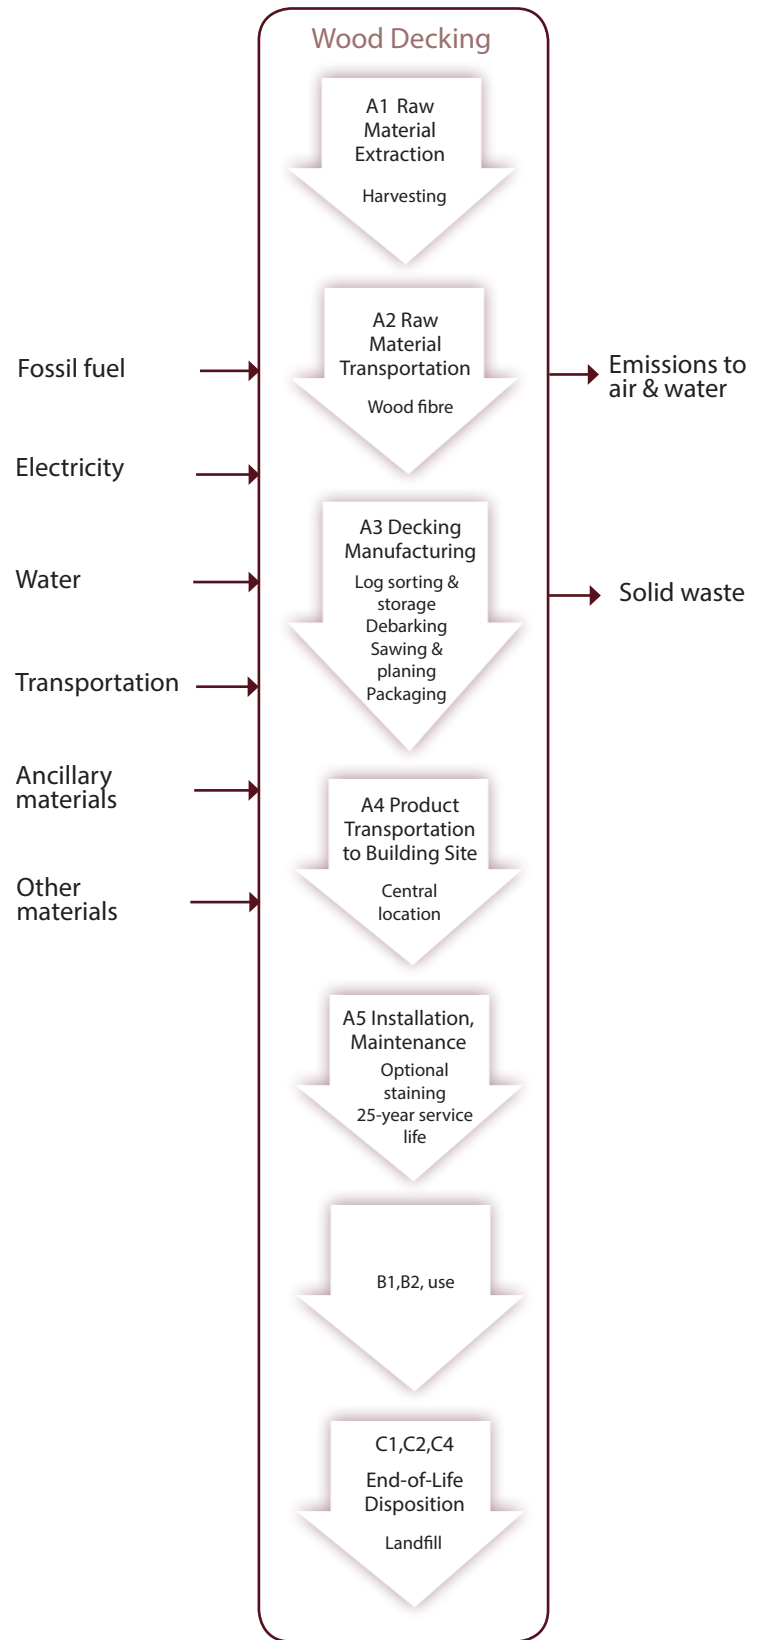 Wood Decking
A1  Raw
Material
Extraction
Harvesting
A2 Raw
Material
Transportation
Wood fibre
A3 Decking
Manufacturing
Log sorting &
storage
Debarking
Sawing &
planing
Packaging
A4 Product
Transportation
to Building Site
Central
location
A5 Installation,
Maintenance
Optional
staining
25-year service
life
B1,B2, use
C1,C2,C4
End-of-Life
Disposition
Landfill
Fossil fuel
Electricity
Water
Transportation
Ancillary
materials
Other
materials
Emissions to
air & water
Solid waste